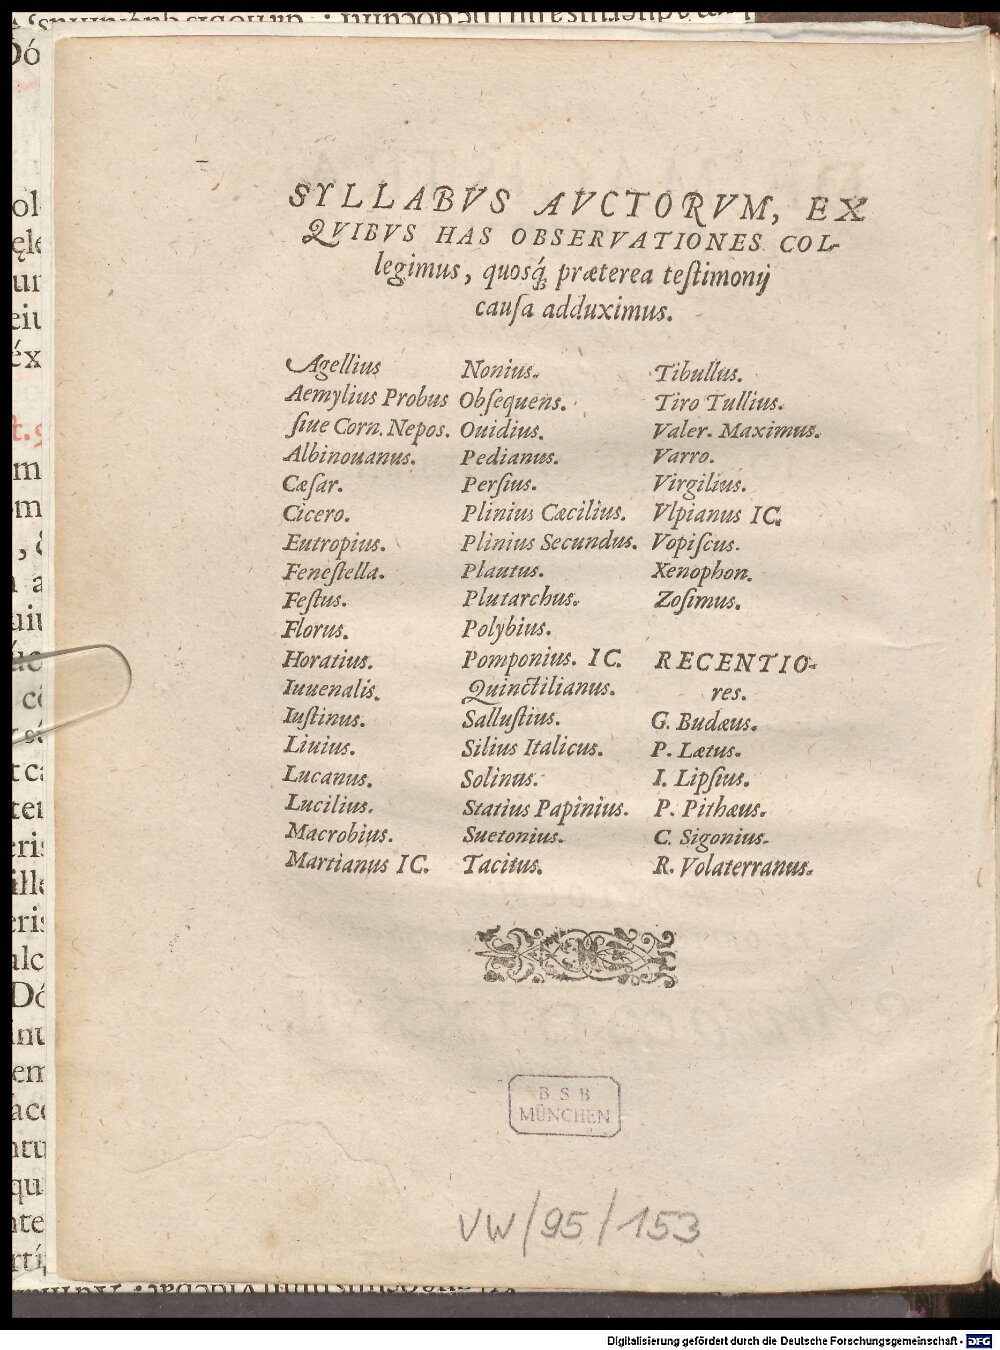 SYLLABVS AVCTORVM, EX
QVIBVS HAS OBSERVATIONES COL-
legimus, quosq́; præterea teſtimonij
cauſa adduximus.
Agellius
Aemylius Probus
ſiue Corn. Nepos.
Albinouanus.
Cæſar.
Cicero.
Eutropius.
Feneſtella.
Feſtus.
Florus.
Horatius.
Iuuenalis.
Iuſtinus.
Liuius.
Lucanus.
Lucilius.
Macrobius.
Martianus IC.
Nonius.
Obſequens.
Ouidius.
Pedianus.
Perſius.
Plinius Cæcilius.
Plinius Secundus.
Plautus.
Plutarchus.
Polybius.
Pomponius. IC.
Quinctilianus.
Salluſtius.
Silius Italicus.
Solinus.
Statius Papinius.
Suetonius.
Tacitus.
Tibullus.
Tiro Tullius.
Valer. Maximus.
Varro.
Virgilius.
Vlpianus IC.
Vopiſcus.
Xenophon.
Zoſimus.
RECENTIO-
res.
G. Budæus.
P. Lætus.
I. Lipſius.
P. Pithæus.
C. Sigonius.
R. Volaterranus.
B S B
MÜNCHEN
VW/95/153
Digitalisierung gefördert durch die Deutsche Forschungsgemeinschaft - DFG